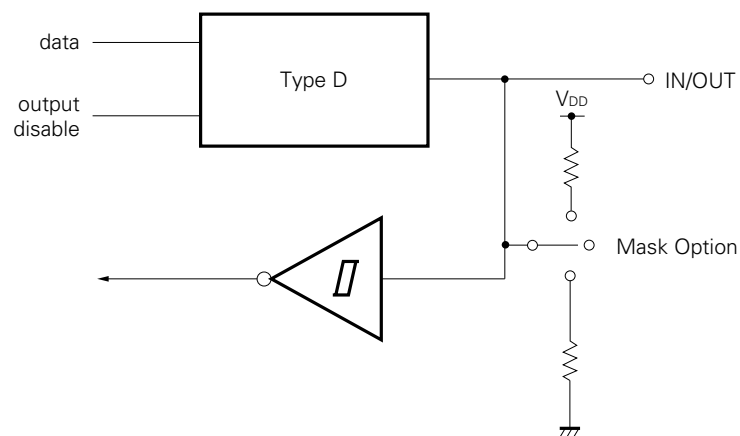 data
Type D
IN/OUT
VDD
output
disable
Mask Option